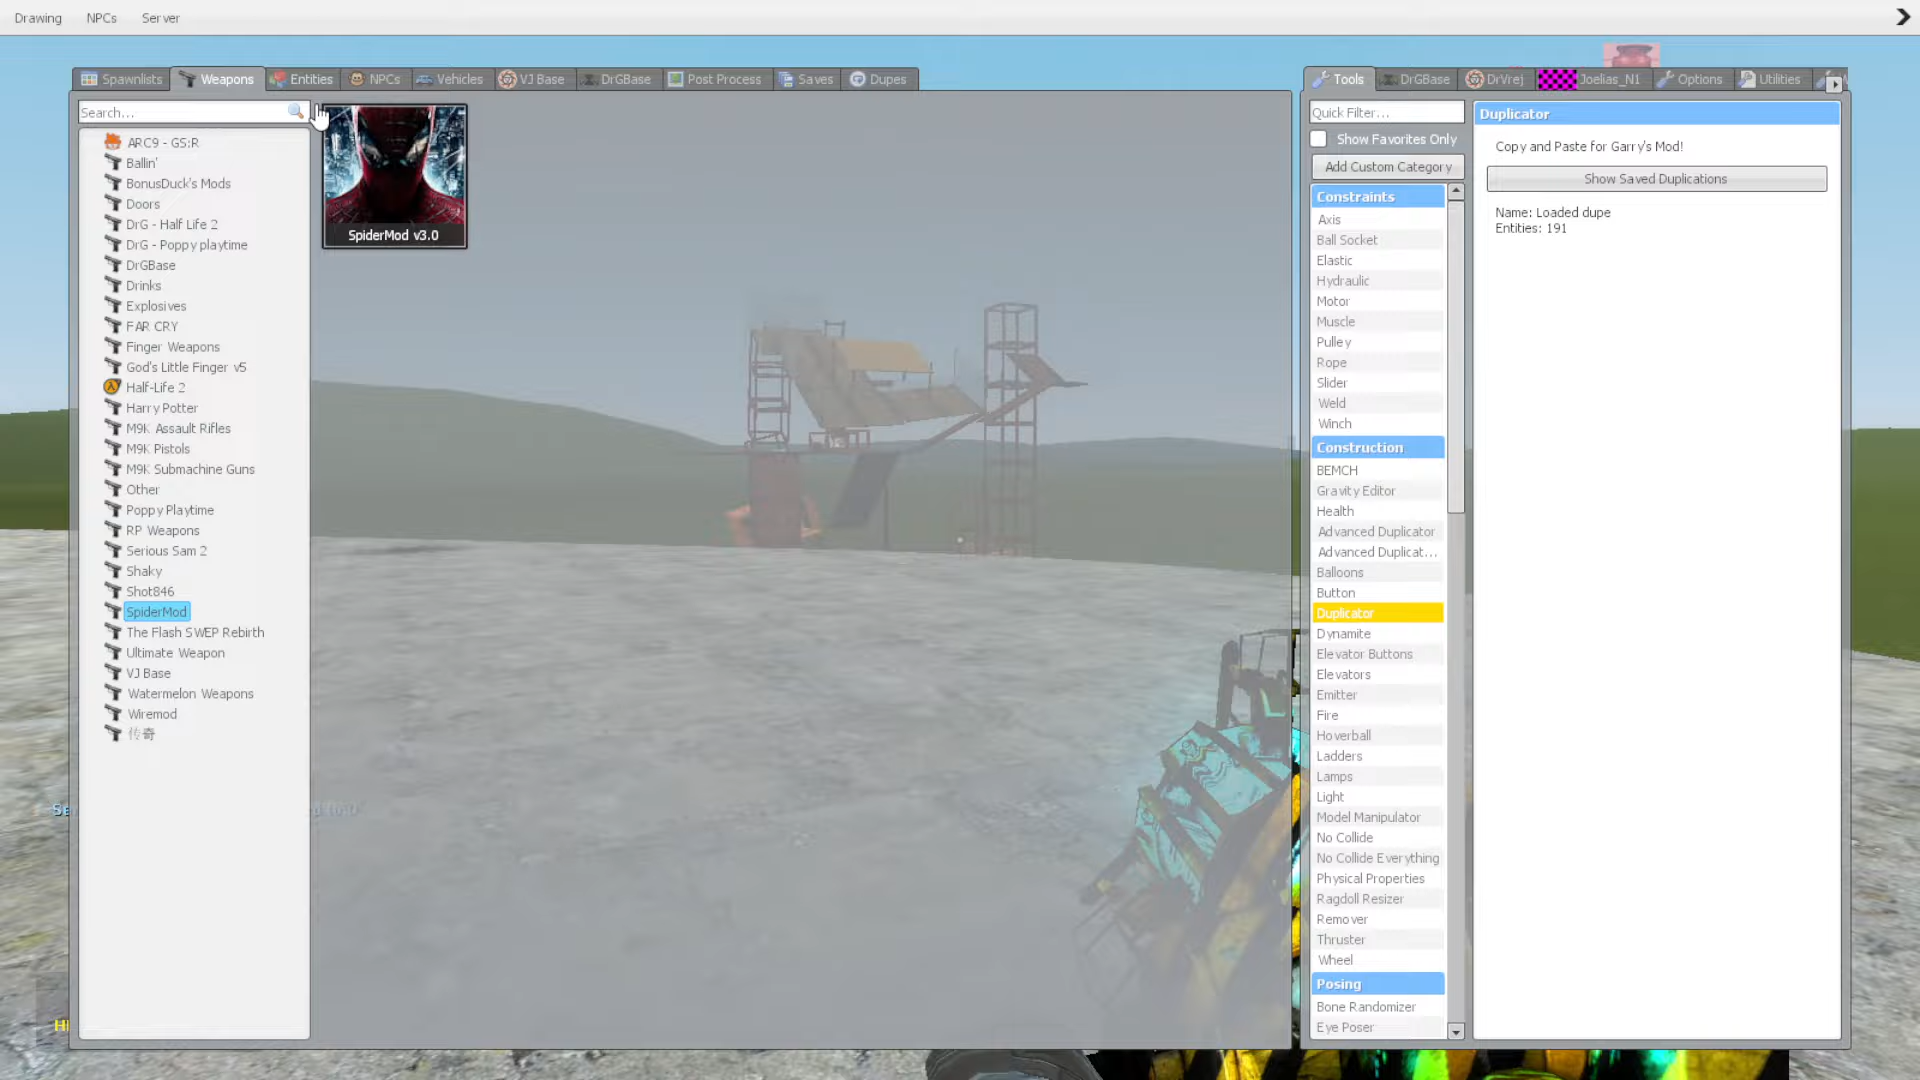 Drawing NPCs Server
Spawnlists Weapons Entities NPCs Vehicles VJ Base DrGBase Post Process Saves Dupes
Search...
ARC9 - GS:R
Ballin'
BonusDuck's Mods
Doors
DrG - Half Life 2
DrG - Poppy playtime
DrGBase
Drinks
Explosives
FAR CRY
Finger Weapons
God's Little Finger v5
Half-Life 2
Harry Potter
M9K Assault Rifles
M9K Pistols
M9K Submachine Guns
Other
Poppy Playtime
RP Weapons
Serious Sam 2
Shaky
Shot846
SpiderMod
The Flash SWEP Rebirth
Ultimate Weapon
VJ Base
Watermelon Weapons
Wiremod
传奇
SpiderMod v3.0
Tools DrGBase DrVrej Joelias_N1 Options Utilities
Quick Filter...
Show Favorites Only
Add Custom Category
Constraints
Axis
Ball Socket
Elastic
Hydraulic
Motor
Muscle
Pulley
Rope
Slider
Weld
Winch
Construction
BEMCH
Gravity Editor
Health
Advanced Duplicator
Advanced Duplicat...
Balloons
Button
Duplicator
Dynamite
Elevator Buttons
Elevators
Emitter
Fire
Hoverball
Ladders
Lamps
Light
Model Manipulator
No Collide
No Collide Everything
Physical Properties
Ragdoll Resizer
Remover
Thruster
Wheel
Posing
Bone Randomizer
Eye Poser
Duplicator
Copy and Paste for Garry's Mod!
Show Saved Duplications
Name: Loaded dupe
Entities: 191